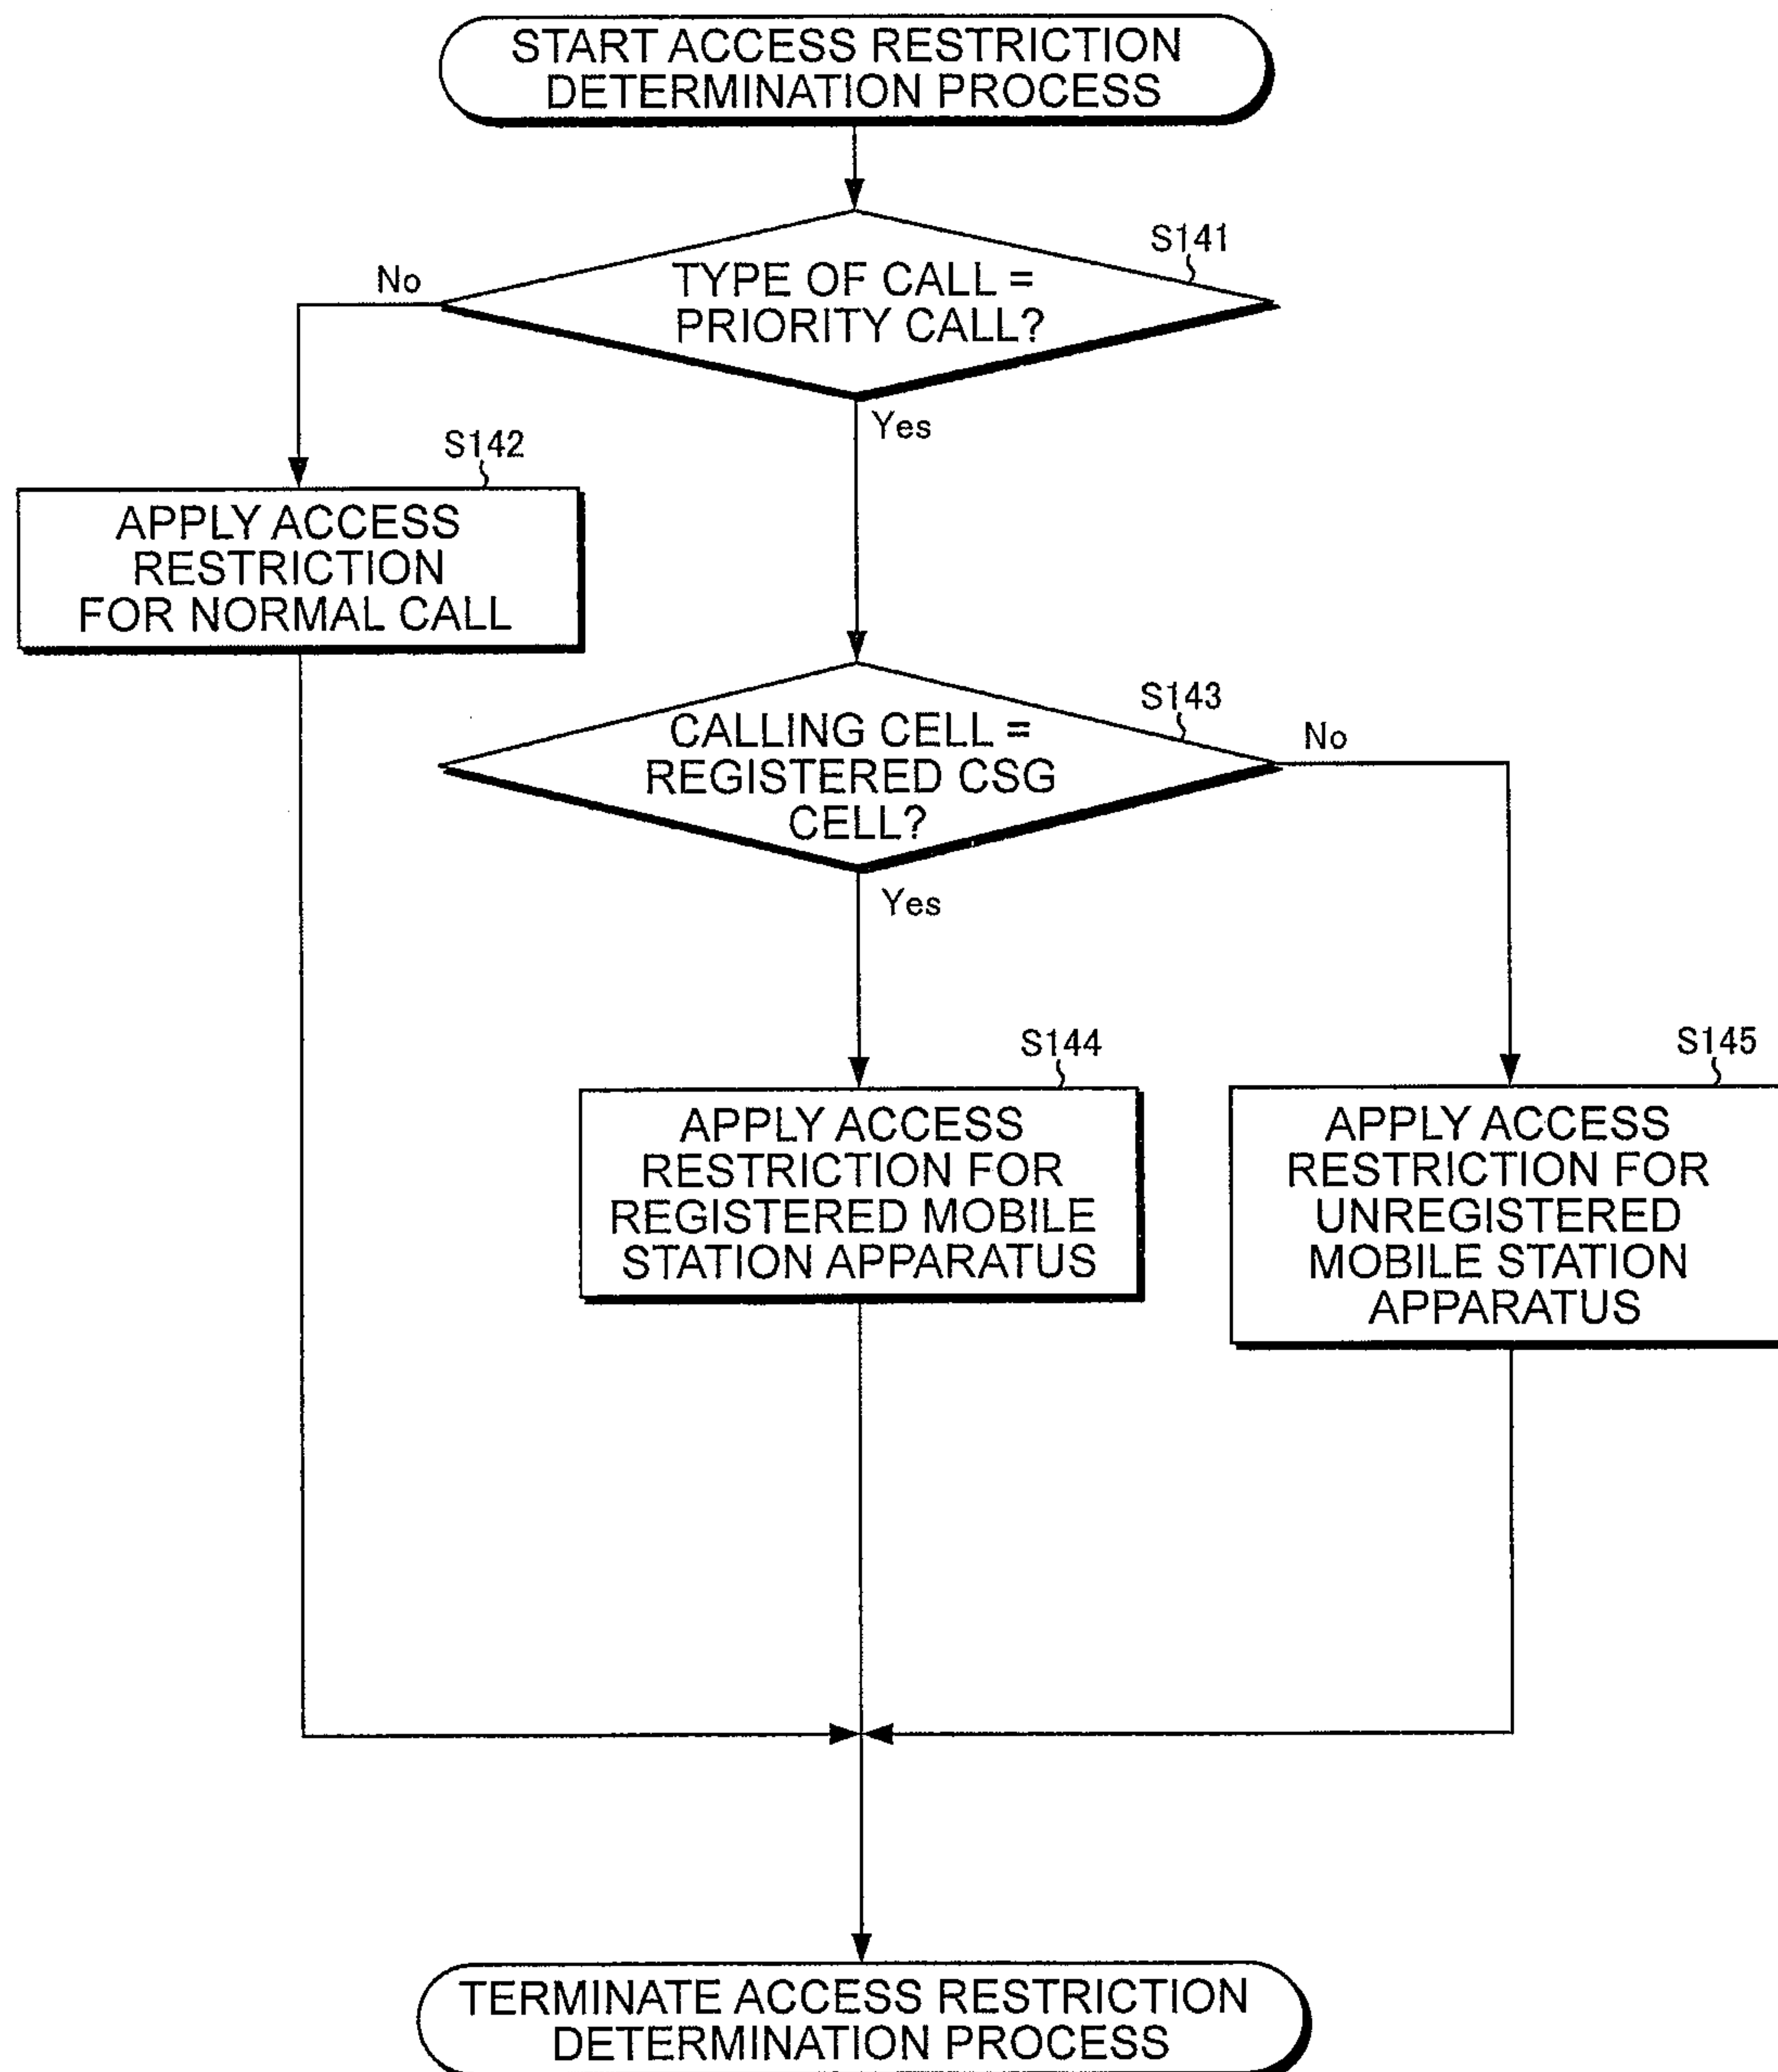 START ACCESS RESTRICTION
DETERMINATION PROCESS
S141
No
TYPE OF CALL =
PRIORITY CALL?
Yes
S142
APPLY ACCESS
RESTRICTION
FOR NORMAL CALL
S143
No
CALLING CELL =
REGISTERED CSG
CELL?
Yes
S144
APPLY ACCESS
RESTRICTION FOR
REGISTERED MOBILE
STATION APPARATUS
S145
APPLY ACCESS
RESTRICTION FOR
UNREGISTERED
MOBILE STATION
APPARATUS
TERMINATE ACCESS RESTRICTION
DETERMINATION PROCESS